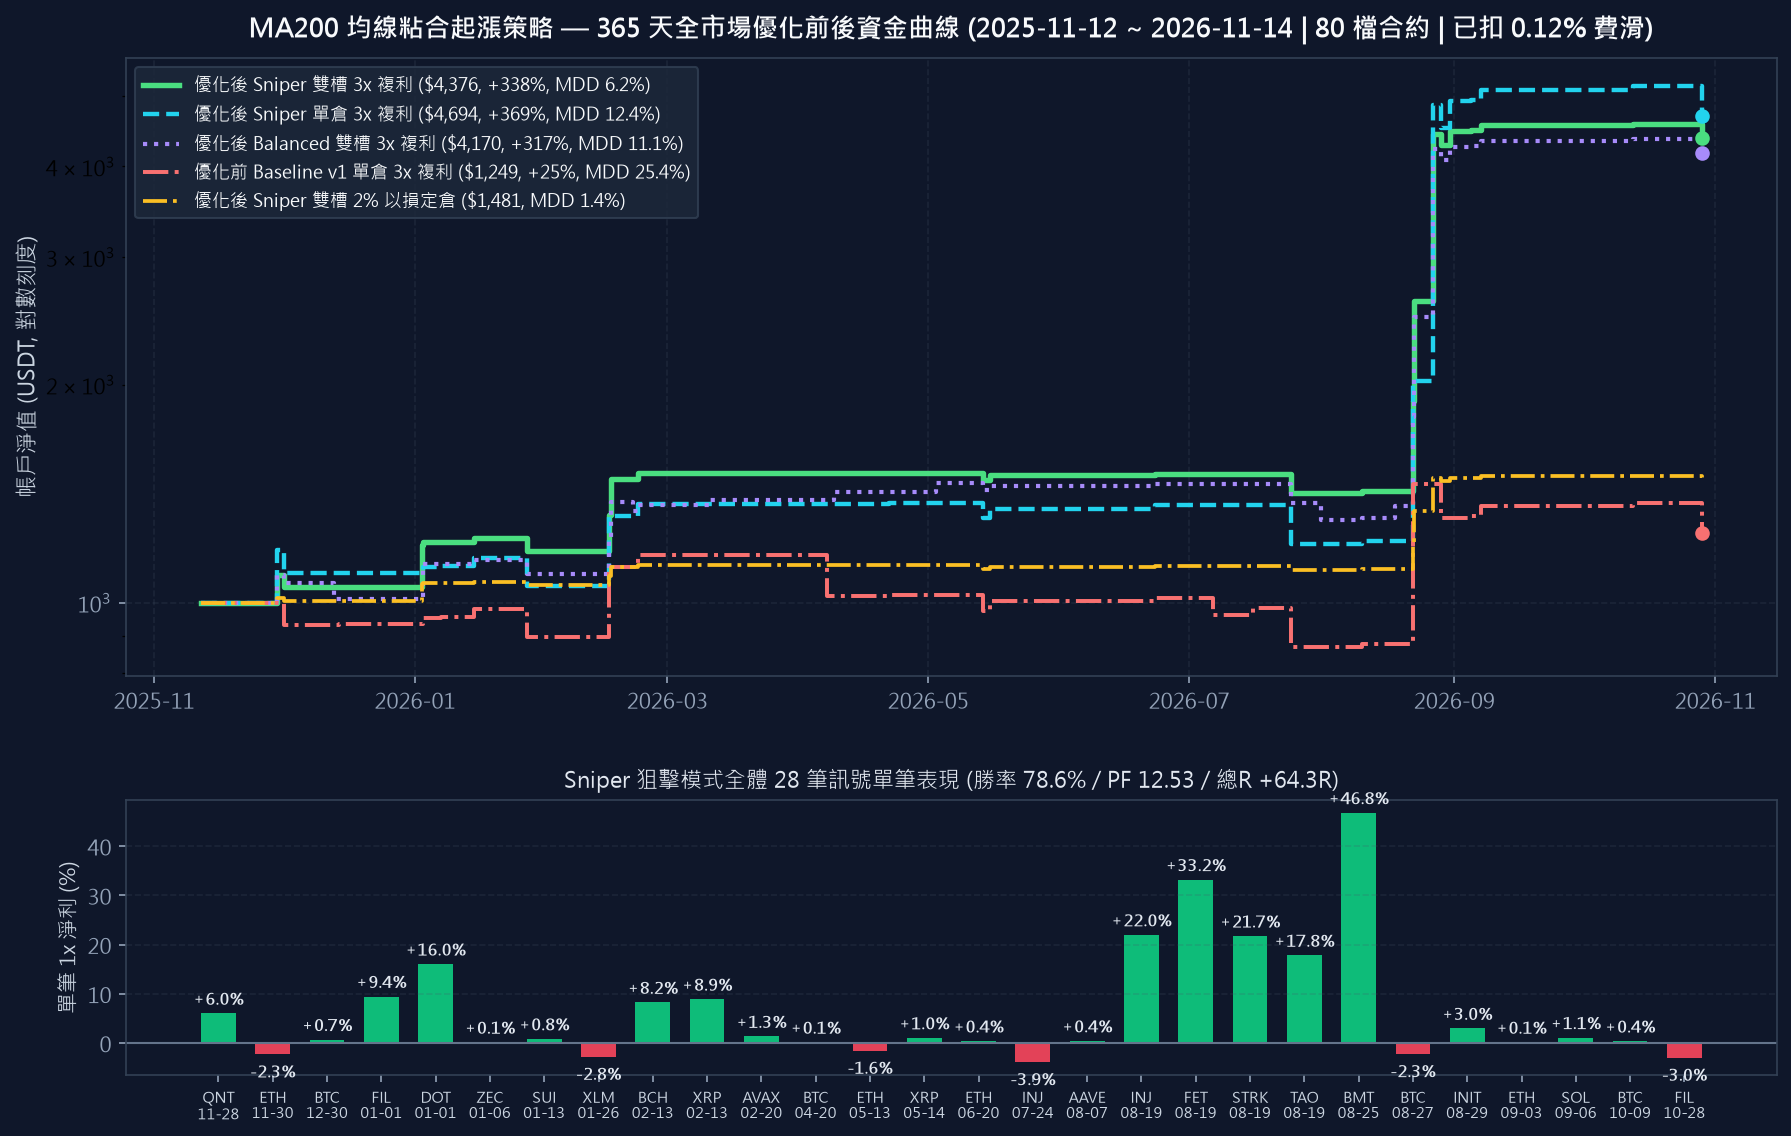 MA200 均線粘合起漲策略 — 365 天全市場優化前後資金曲線 (2025-11-12 ~ 2026-11-14 | 80 檔合約 | 已扣 0.12% 費滑)
優化後 Sniper 雙槽 3x 複利 ($4,376, +338%, MDD 6.2%)
優化後 Sniper 單倉 3x 複利 ($4,694, +369%, MDD 12.4%)
優化後 Balanced 雙槽 3x 複利 ($4,170, +317%, MDD 11.1%)
優化前 Baseline v1 單倉 3x 複利 ($1,249, +25%, MDD 25.4%)
優化後 Sniper 雙槽 2% 以損定倉 ($1,481, MDD 1.4%)
帳戶淨值 (USDT, 對數刻度)
4 × 10³
3 × 10³
2 × 10³
10³
2025-11 2026-01 2026-03 2026-05 2026-07 2026-09 2026-11
Sniper 狙擊模式全體 28 筆訊號單筆表現 (勝率 78.6% / PF 12.53 / 總R +64.3R)
單筆 1x 淨利 (%)
40
30
20
10
0
+6.0% -2.3% +0.7% +9.4% +16.0% +0.1% +0.8% -2.8% +8.2% +8.9% +1.3% +0.1% -1.6% +1.0% +0.4% -3.9% +0.4% +22.0% +33.2% +21.7% +17.8% +46.8% -2.3% +3.0% +0.1% +1.1% +0.4% -3.0%
QNT ETH BTC FIL DOT ZEC SUI XLM BCH XRP AVAX BTC ETH XRP ETH INJ AAVE INJ FET STRK TAO BMT BTC INIT ETH SOL BTC FIL
11-28 11-30 12-30 01-01 01-01 01-06 01-13 01-26 02-13 02-13 02-20 04-20 05-13 05-14 06-20 07-24 08-07 08-19 08-19 08-19 08-19 08-25 08-27 08-29 09-03 09-06 10-09 10-28